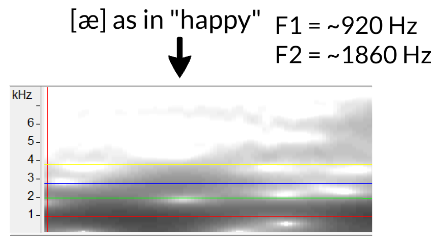 [æ] as in "happy"
F1 = ~920 Hz
F2 = ~1860 Hz
kHz
6
5
4
3
2
1